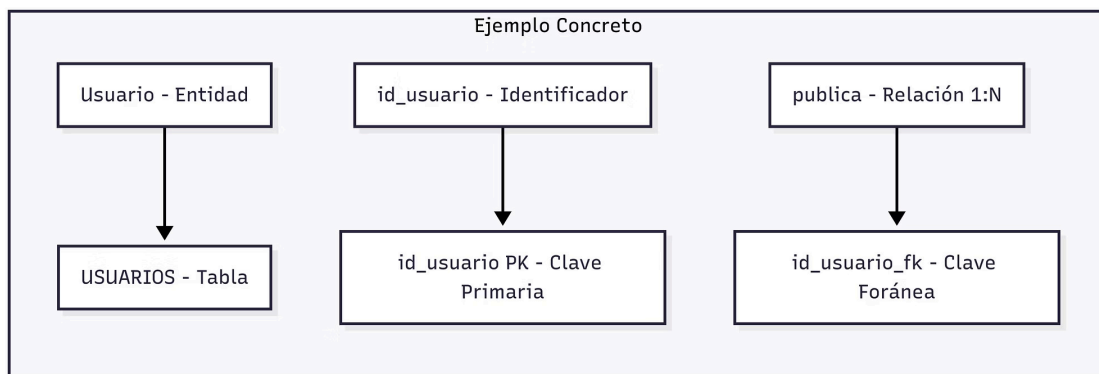 Ejemplo Concreto
Usuario - Entidad
id_usuario - Identificador
publica - Relación 1:N
USUARIOS - Tabla
id_usuario PK - Clave
Primaria
id_usuario_fk - Clave
Foránea